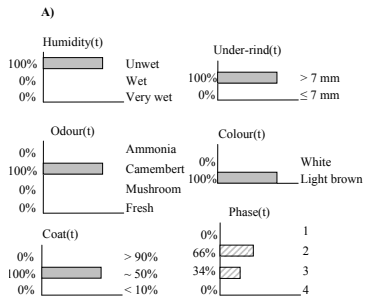 A)
Humidity(t)
100% Unwet
0% Wet
0% Very wet
Under-rind(t)
100% > 7 mm
0% ≤ 7 mm
Odour(t)
0% Ammonia
100% Camembert
0% Mushroom
0% Fresh
Colour(t)
0% White
100% Light brown
Coat(t)
0% > 90%
100% ~ 50%
0% < 10%
Phase(t)
0% 1
66% 2
34% 3
0% 4